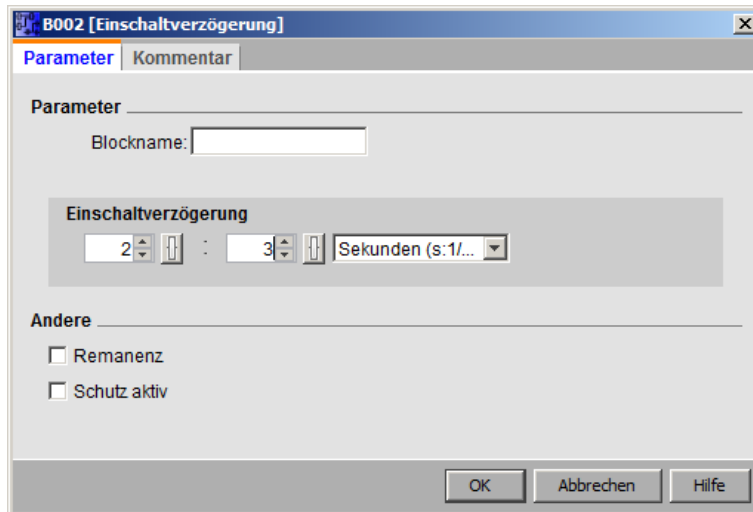 B002 [Einschaltverzögerung]
Parameter Kommentar
Parameter
Blockname:
Einschaltverzögerung
2 : 3 Sekunden (s:1/...
Andere
Remanenz
Schutz aktiv
OK Abbrechen Hilfe